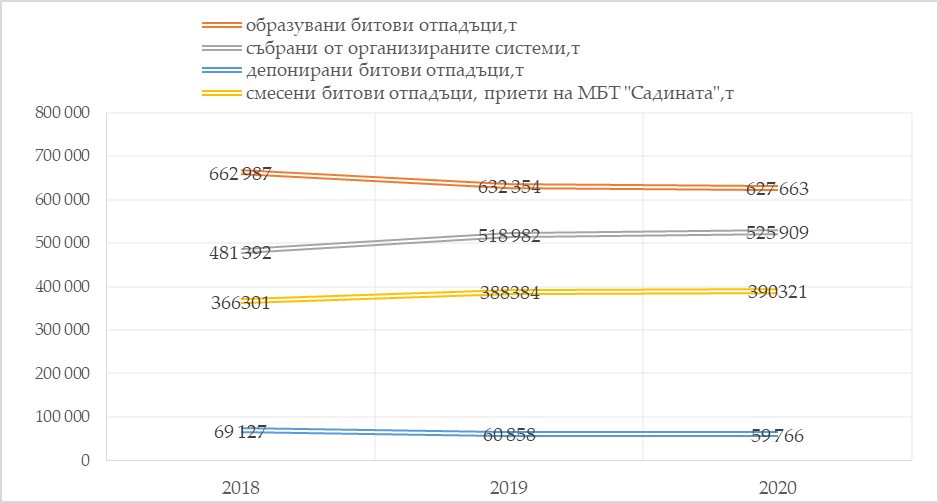 образувани битови отпадъци,т
събрани от организираните системи,т
депонирани битови отпадъци,т
смесени битови отпадъци, приети на МБТ "Садината",т
800 000
700 000
662 987 632 354 627 663
600 000
500 000
481 392 518 982 525 909
400 000
366301 388384 390321
300 000
200 000
100 000
69 127 60 858 59 766
0
2018 2019 2020